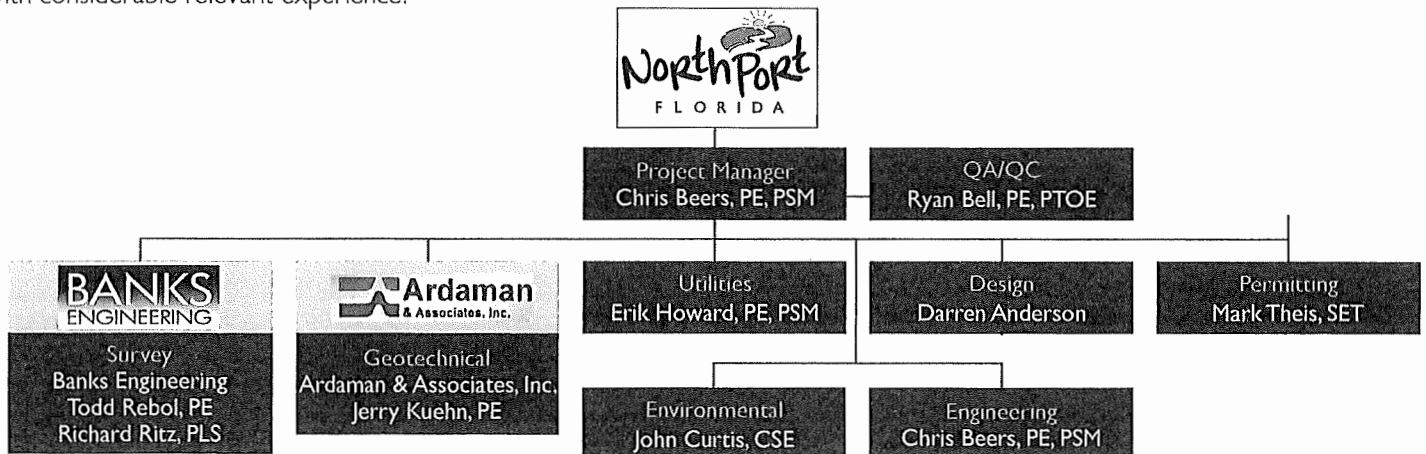 with considerable relevant experience.
NorthPort
FLORIDA
Project Manager
Chris Beers, PE, PSM
QA/QC
Ryan Bell, PE, PTOE
BANKS
ENGINEERING
Survey
Banks Engineering
Todd Rebol, PE
Richard Ritz, PLS
Ardaman
& Associates, Inc.
Geotechnical
Ardaman & Associates, Inc.
Jerry Kuehn, PE
Utilities
Erik Howard, PE, PSM
Design
Darren Anderson
Permitting
Mark Theis, SET
Environmental
John Curtis, CSE
Engineering
Chris Beers, PE, PSM